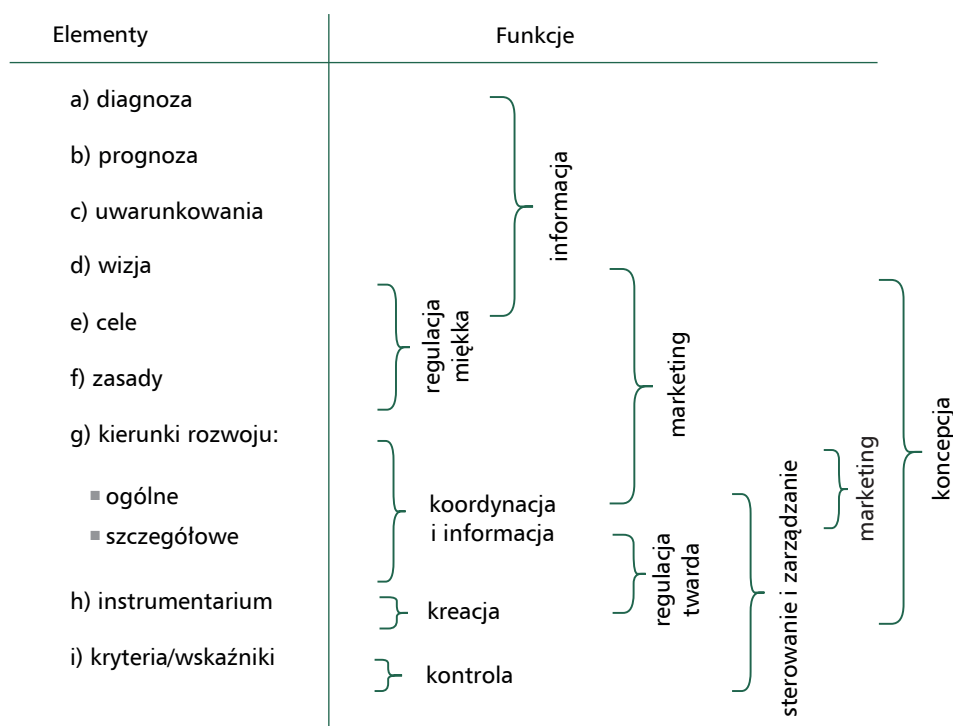 Elementy
Funkcje
a) diagnoza
b) prognoza
c) uwarunkowania
d) wizja
e) cele
f) zasady
g) kierunki rozwoju:
ogólne
szczegółowe
h) instrumentarium
i) kryteria/wskaźniki
informacja
regulacja
miękka
marketing
koordynacja
i informacja
regulacja
twarda
kreacja
kontrola
sterowanie i zarządzanie
marketing
koncepcja